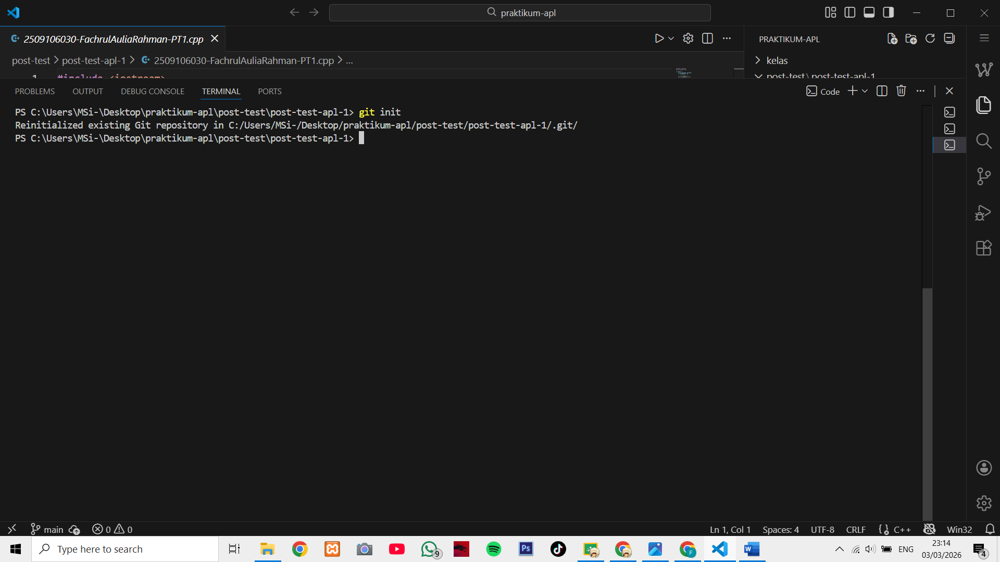 praktikum-apl
2509106030-FachrulAuliaRahman-PT1.cpp
PRAKTIKUM-APL
post-test > post-test-apl-1 > 2509106030-FachrulAuliaRahman-PT1.cpp > ...
kelas
1 #include <iostream>
post-test\post-test-apl-1
PROBLEMS OUTPUT DEBUG CONSOLE TERMINAL PORTS
Code
PS C:\Users\MSi-\Desktop\praktikum-apl\post-test\post-test-apl-1> git init
Reinitialized existing Git repository in C:/Users/MSi-/Desktop/praktikum-apl/post-test/post-test-apl-1/.git/
PS C:\Users\MSi-\Desktop\praktikum-apl\post-test\post-test-apl-1>
main 0 0
Ln 1, Col 1 Spaces: 4 UTF-8 CRLF {} C++ Win32
Type here to search
Ps
9
F
W
ENG
23:14
03/03/2026
4